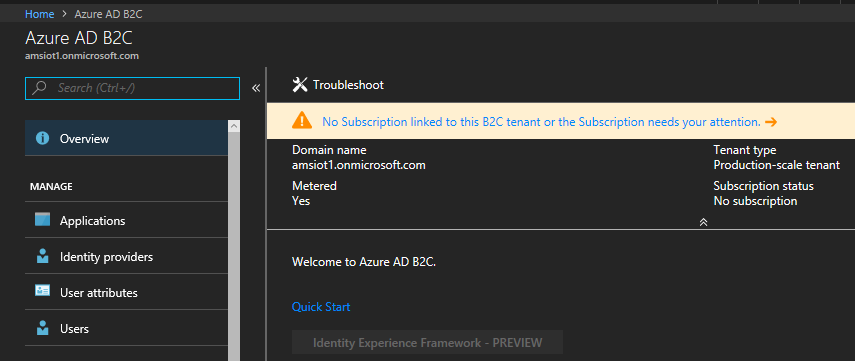 Home > Azure AD B2C
Azure AD B2C
amsiot1.onmicrosoft.com
Search (Ctrl+/)
«
Overview
MANAGE
Applications
Identity providers
User attributes
Users
Troubleshoot
No Subscription linked to this B2C tenant or the Subscription needs your attention. →
Domain name
amsiot1.onmicrosoft.com
Tenant type
Production-scale tenant
Metered
Yes
Subscription status
No subscription
Welcome to Azure AD B2C.
Quick Start
Identity Experience Framework - PREVIEW